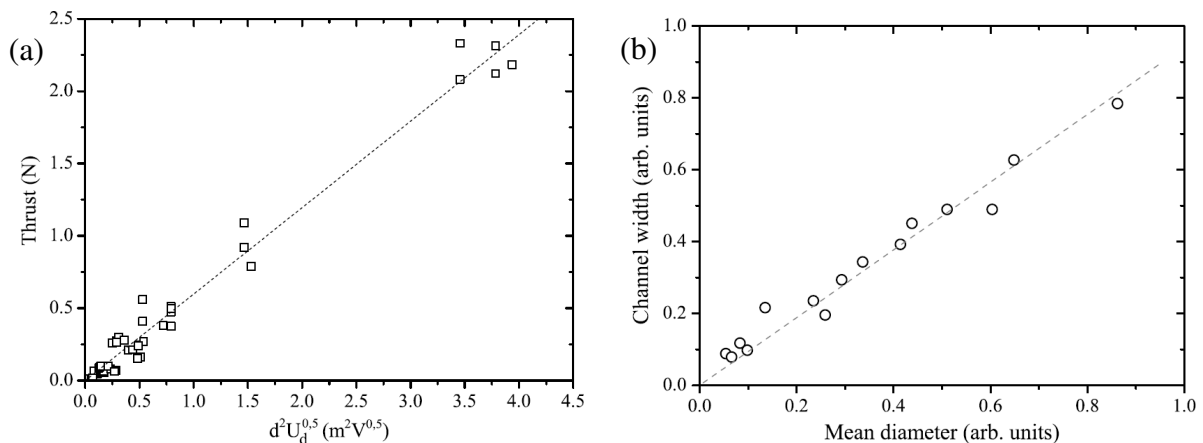 (a)
2.5
2.0
1.5
1.0
0.5
0.0
Thrust (N)
0.0 0.5 1.0 1.5 2.0 2.5 3.0 3.5 4.0 4.5
d²U_d^0,5 (m²V^0,5)
(b)
1.0
0.8
0.6
0.4
0.2
0.0
Channel width (arb. units)
0.0 0.2 0.4 0.6 0.8 1.0
Mean diameter (arb. units)